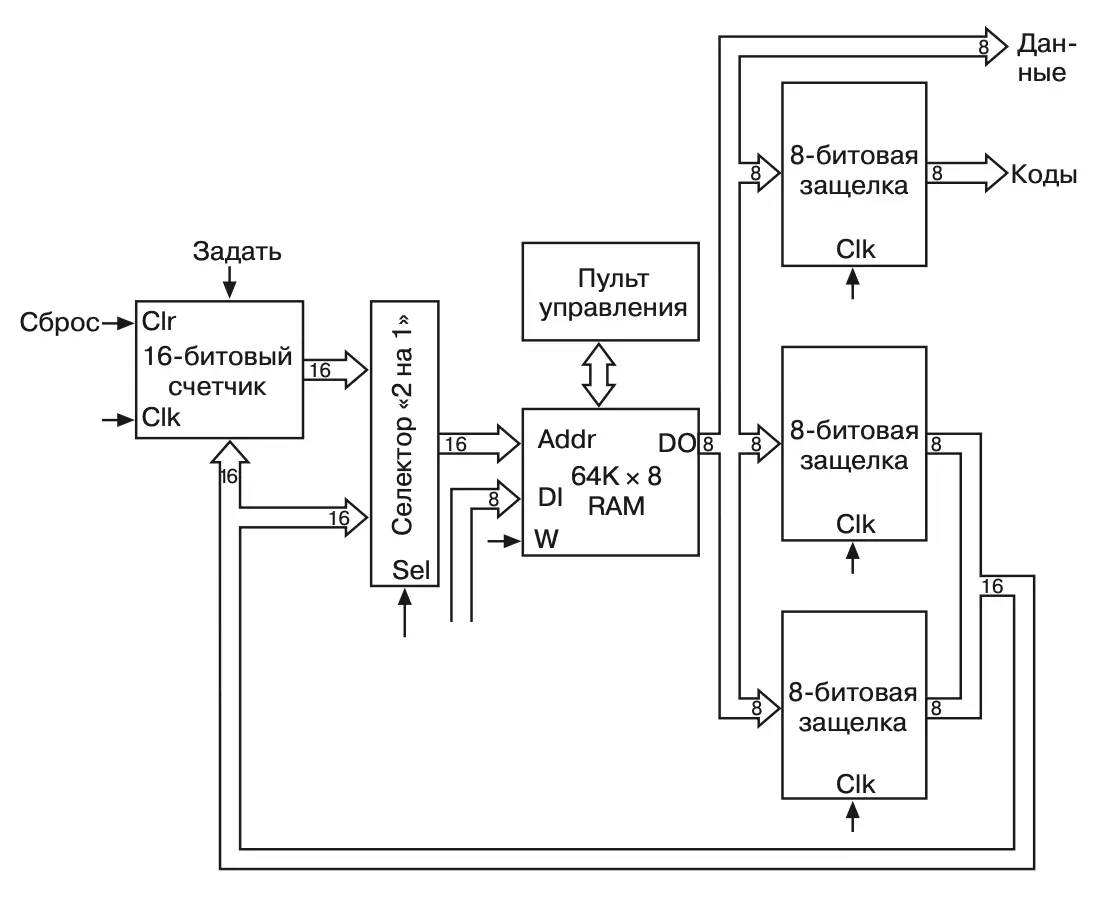 8
Дан-
ные
8-битовая
защелка
8
8
Коды
Clk
Задать
Сброс
Clr
16-битовый
счетчик
Clk
16
16
16
Селектор «2 на 1»
Sel
16
Пульт
управления
Addr
DO
DI
64K × 8
RAM
W
8
8
8
8-битовая
защелка
8
Clk
16
8
8-битовая
защелка
8
Clk